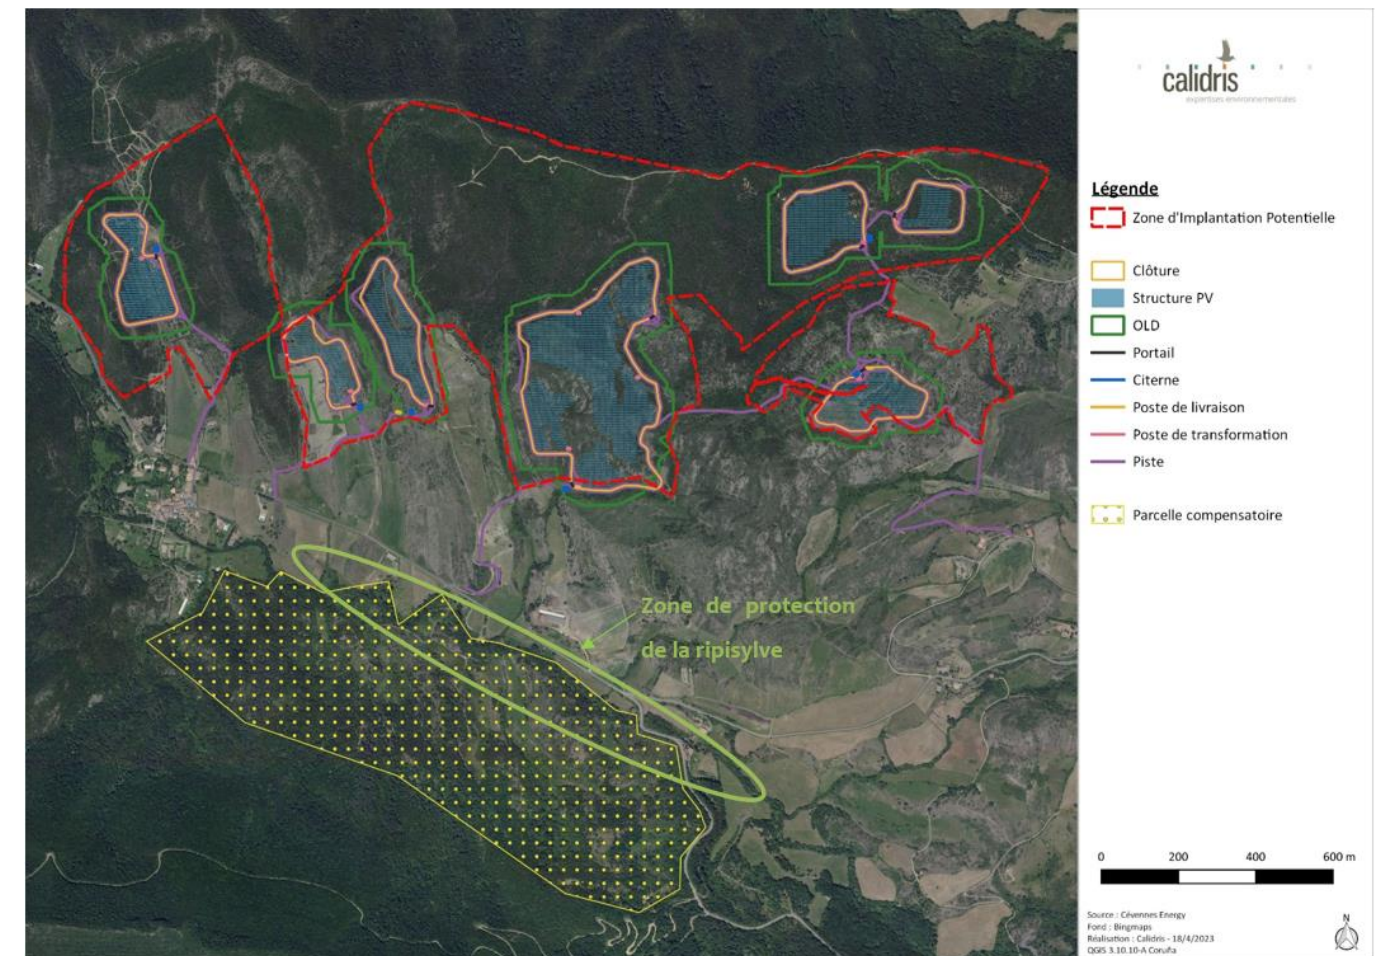 calidris
expertises environnementales
Légende
Zone d'Implantation Potentielle
Clôture
Structure PV
OLD
Portail
Citerne
Poste de livraison
Poste de transformation
Piste
Parcelle compensatoire
Zone de protection
de la ripisylve
0 200 400 600 m
Source : Cévennes Energy
Fond : Bingmaps
Réalisation : Calidris - 18/4/2023
QGIS 3.10.10-A Coruña
N